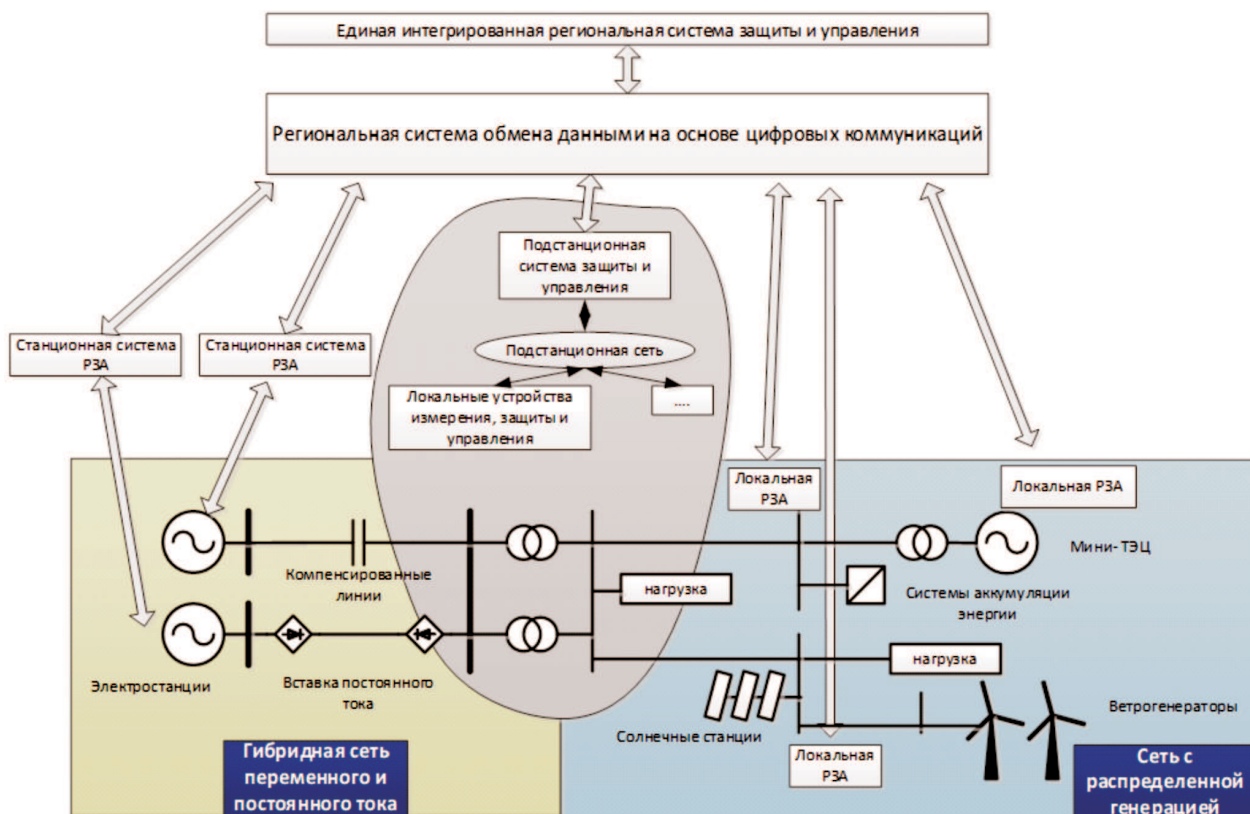 Единая интегрированная региональная система защиты и управления
Региональная система обмена данными на основе цифровых коммуникаций
Подстанционная
система защиты и
управления
Станционная система
РЗА
Станционная система
РЗА
Подстанционная сеть
Локальные устройства
измерения, защиты и
управления
....
Локальная
РЗА
Локальная РЗА
Мини- ТЭЦ
Компенсированные
линии
нагрузка
Системы аккумуляции
энергии
нагрузка
Электростанции
Вставка постоянного
тока
Солнечные станции
Ветрогенераторы
Локальная
РЗА
Гибридная сеть
переменного и
постоянного тока
Сеть с
распределенной
генерацией